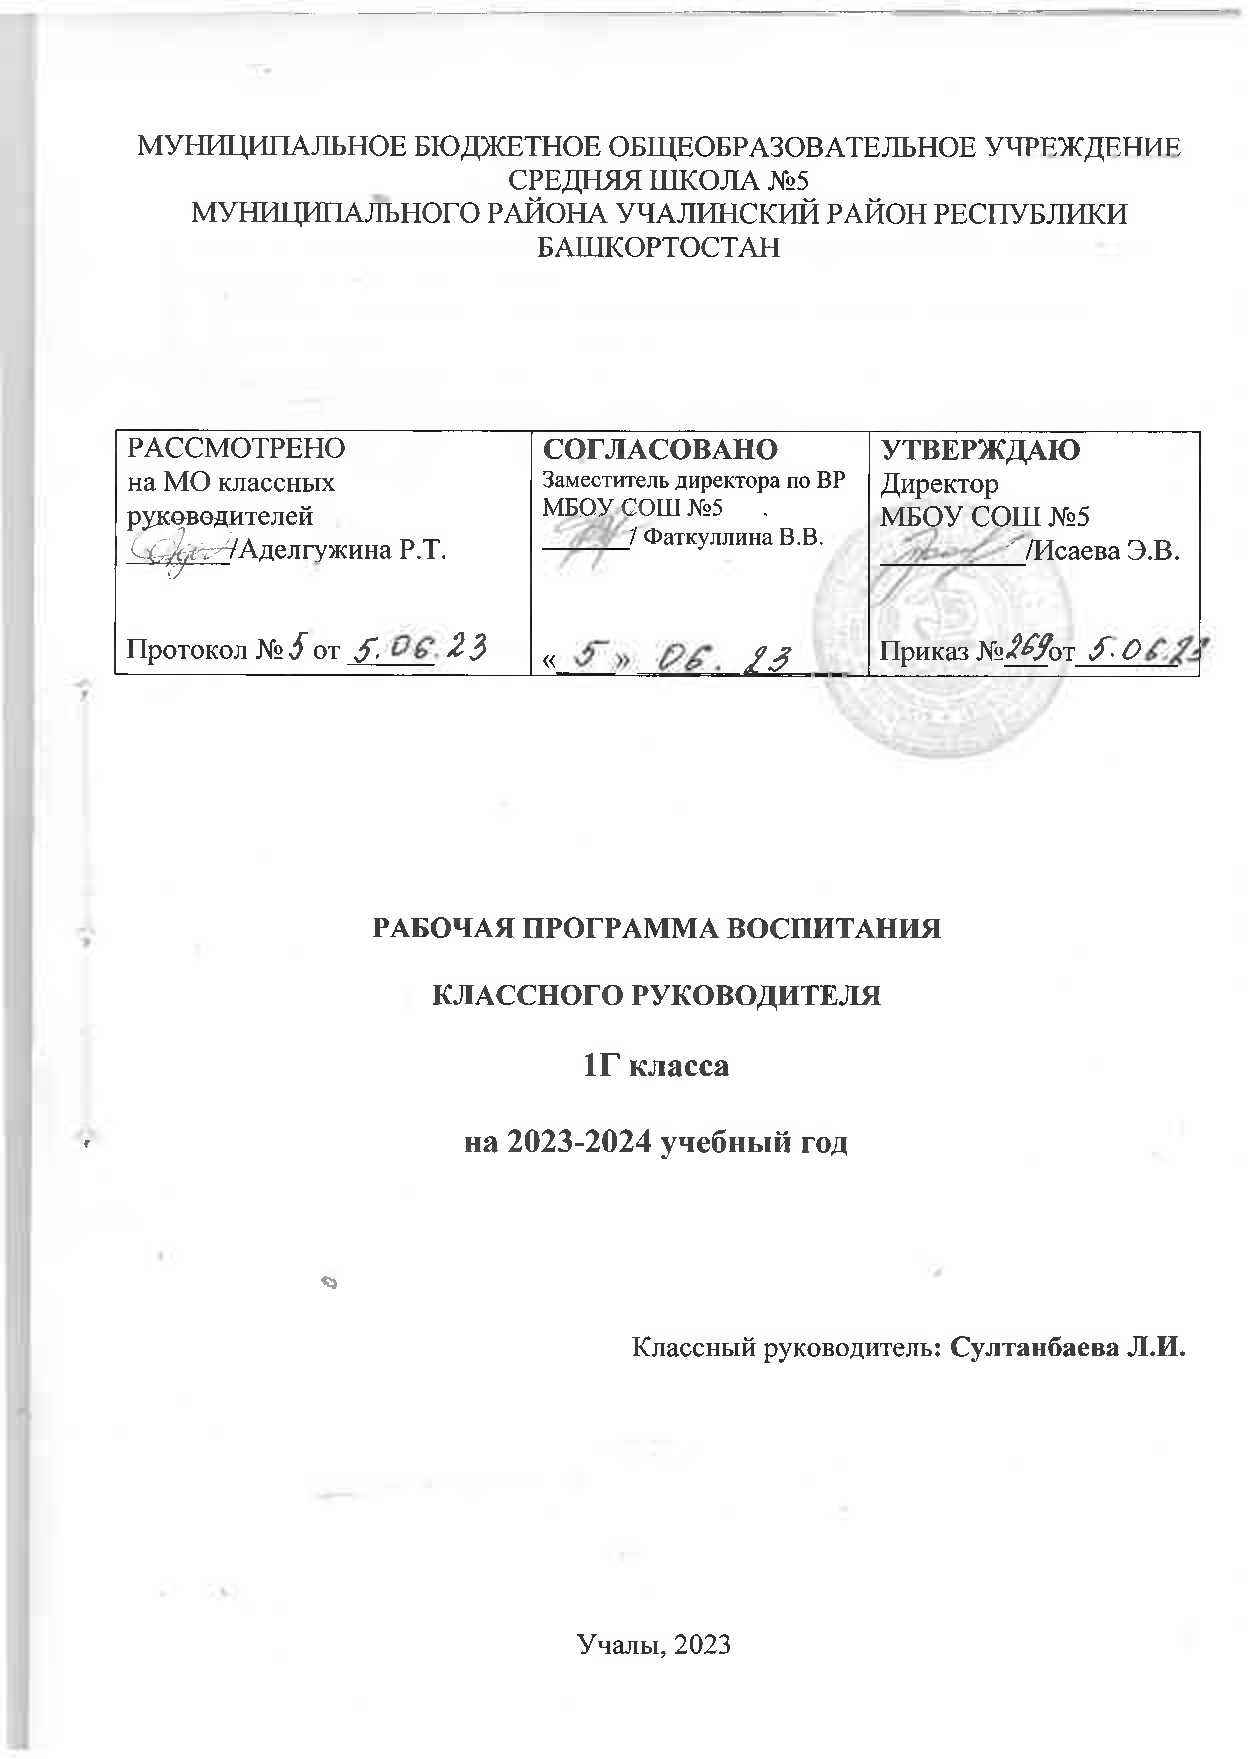 МУНИЦИПАЛЬНОЕ БЮДЖЕТНОЕ ОБЩЕОБРАЗОВАТЕЛЬНОЕ УЧРЕЖДЕНИЕ
СРЕДНЯЯ ШКОЛА №5
МУНИЦИПАЛЬНОГО РАЙОНА УЧАЛИНСКИЙ РАЙОН РЕСПУБЛИКИ
БАШКОРТОСТАН
РАССМОТРЕНО
на МО классных
руководителей
/Аделгужина Р.Т.
Протокол № 5 от 5.06.23
СОГЛАСОВАНО
Заместитель директора по ВР
МБОУ СОШ №5
/ Фаткуллина В.В.
« 5 » 06. 23
УТВЕРЖДАЮ
Директор
МБОУ СОШ №5
/Исаева Э.В.
Приказ №269от 5.06.23
РАБОЧАЯ ПРОГРАММА ВОСПИТАНИЯ
КЛАССНОГО РУКОВОДИТЕЛЯ
1Г класса
на 2023-2024 учебный год
Классный руководитель: Султанбаева Л.И.
Учалы, 2023